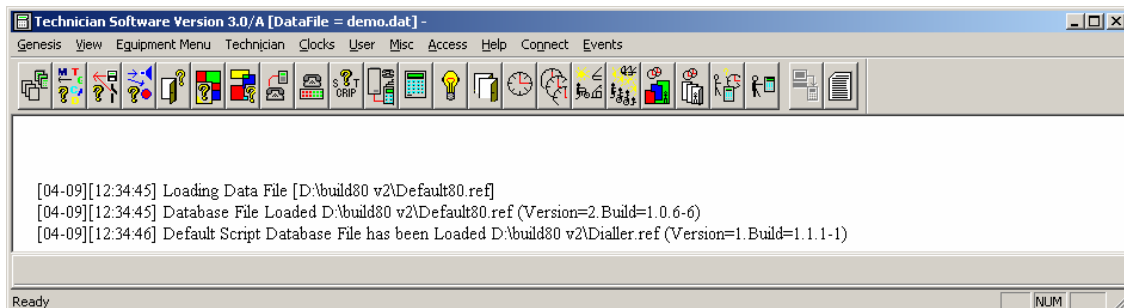 Technician Software Version 3.0/A [DataFile = demo.dat] -
Genesis View Equipment Menu Technician Clocks User Misc Access Help Connect Events
M T C D
S ? T CRIP
[04-09][12:34:45] Loading Data File [D:\build80 v2\Default80.ref]
[04-09][12:34:45] Database File Loaded D:\build80 v2\Default80.ref (Version=2.Build=1.0.6-6)
[04-09][12:34:46] Default Script Database File has been Loaded D:\build80 v2\Dialler.ref (Version=1.Build=1.1.1-1)
Ready NUM